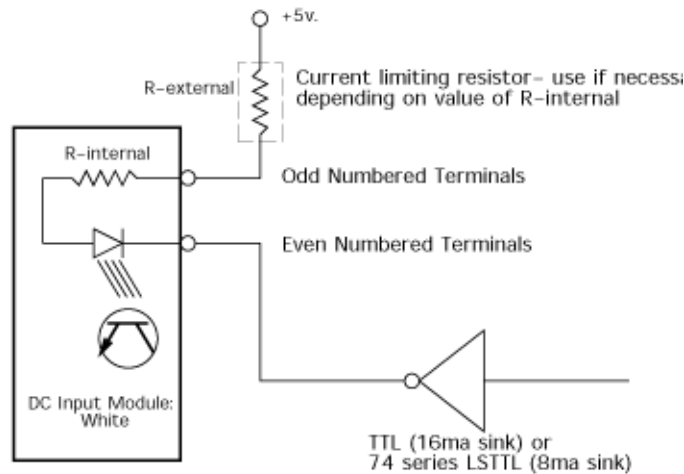 +5v.
R-external
Current limiting resistor- use if
depending on value of R-internal
R-internal
Odd Numbered Terminals
Even Numbered Terminals
DC Input Module:
White
TTL (16ma sink) or
74 series LSTTL (8ma sink)